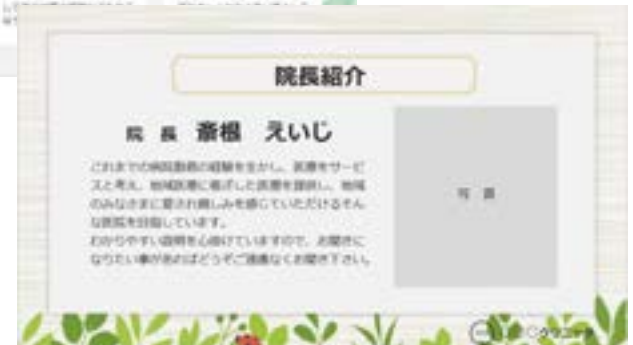 院長紹介
院 長 斎根 えいじ
これまでの病院勤務の経験を生かし、医療をサービ
スと考え、地域医療に根ざした医療を提供し、地域
のみなさまに愛され親しみを感じていただけるそん
な医院を目指しています。
わかりやすい説明を心掛けていますので、お聞きに
なりたい事があればどうぞご遠慮なくお聞き下さい。
写 真
クリニック